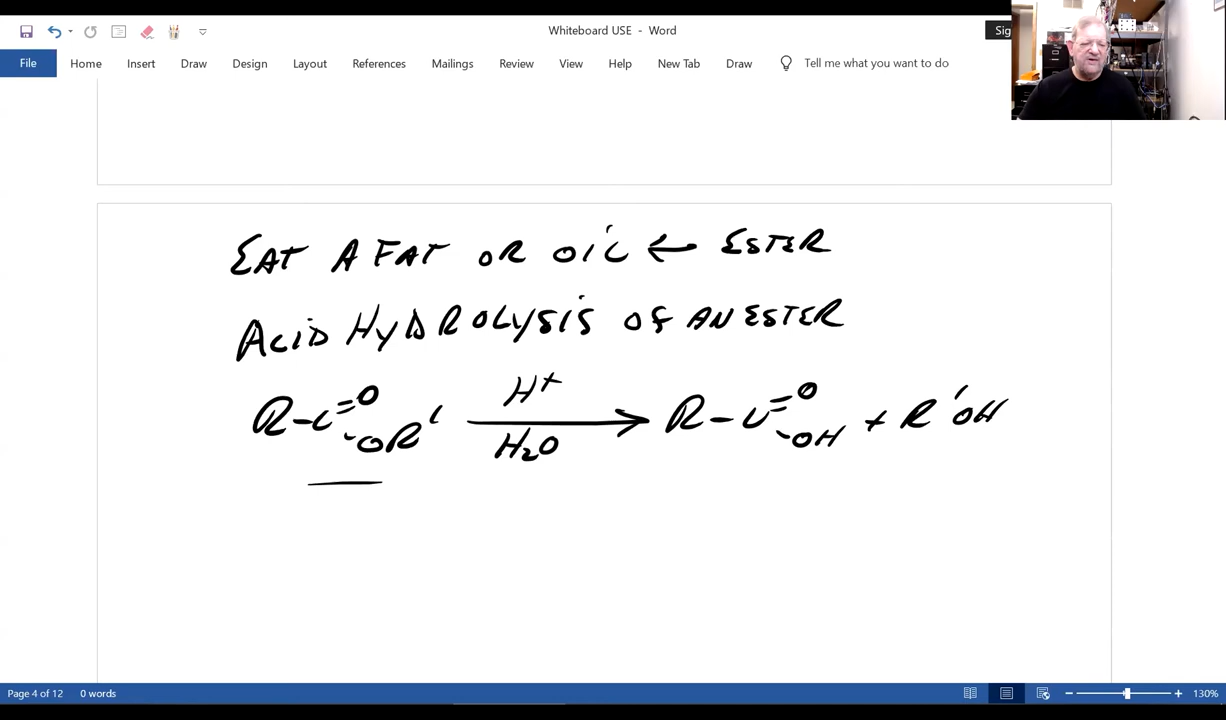 Whiteboard USE - Word
Sig
File Home Insert Draw Design Layout References Mailings Review View Help New Tab Draw Tell me what you want to do
EAT A FAT OR OIL ← ESTER
ACID HYDROLYSIS OF AN ESTER
R-C=O -OR' H+ H2O → R-C=O -OH + R'OH
Page 4 of 12 0 words 130%